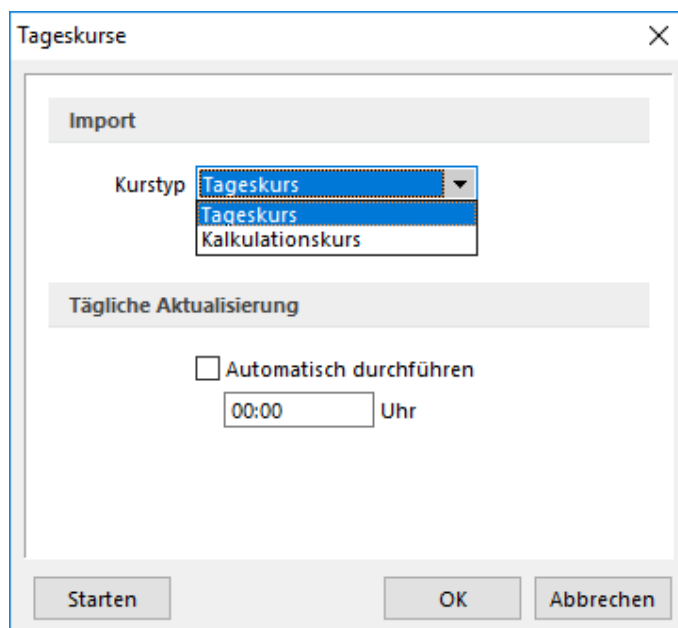 Tageskurse
Import
Kurstyp Tageskurs
Tageskurs
Kalkulationskurs
Tägliche Aktualisierung
Automatisch durchführen
00:00 Uhr
Starten OK Abbrechen